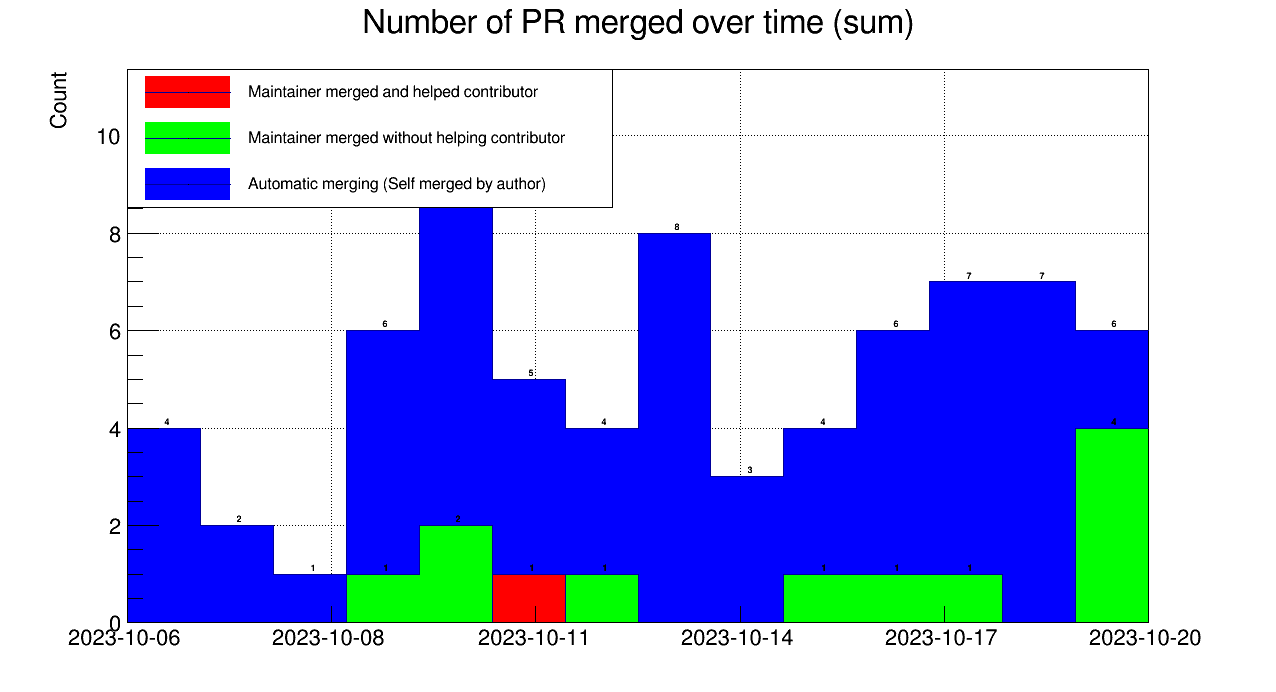 Number of PR merged over time (sum)
Count
Maintainer merged and helped contributor
Maintainer merged without helping contributor
Automatic merging (Self merged by author)
10
8
8
7 7
6 6 6
6
5
4 4 4 4
4
3
2 2
2
1 1 1 1 1 1 1
0
2023-10-06 2023-10-08 2023-10-11 2023-10-14 2023-10-17 2023-10-20